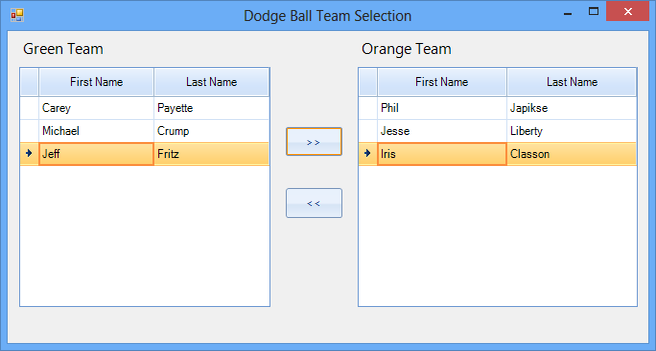 Dodge Ball Team Selection
Green Team
First Name Last Name
Carey Payette
Michael Crump
Jeff Fritz
>>
<<
Orange Team
First Name Last Name
Phil Japikse
Jesse Liberty
Iris Classon